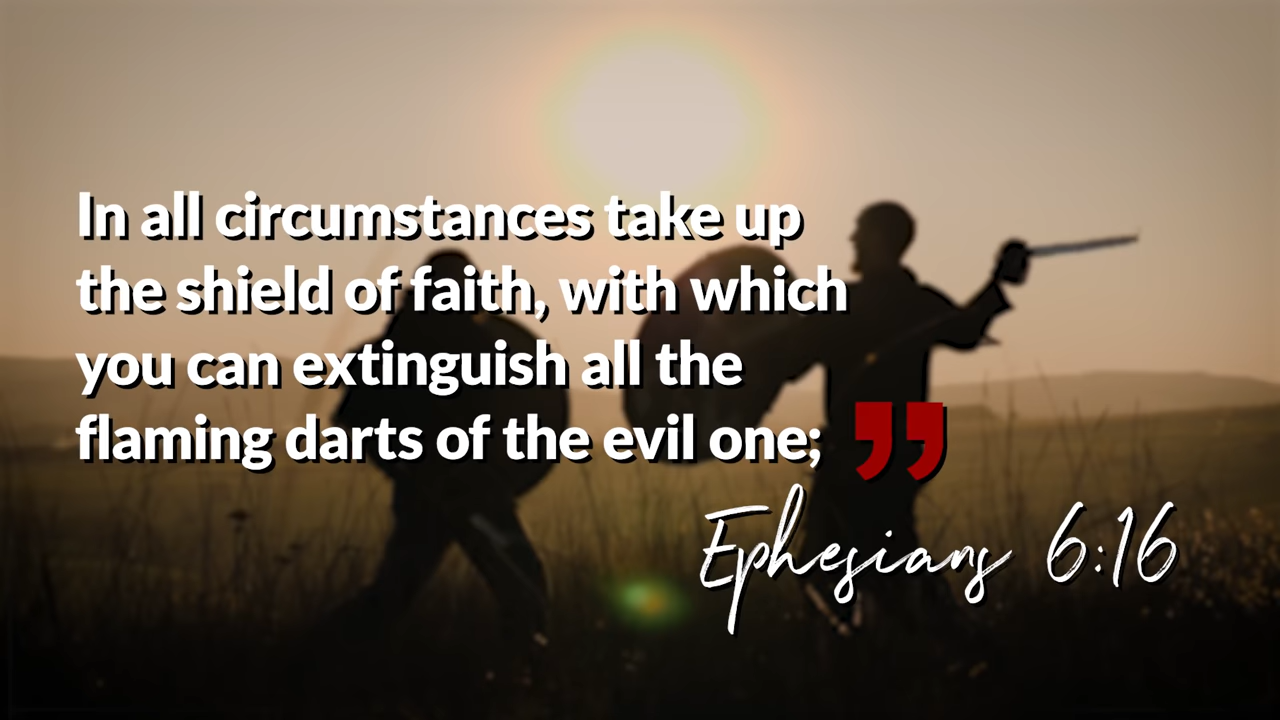 In all circumstances take up
the shield of faith, with which
you can extinguish all the
flaming darts of the evil one; ”
Ephesians 6:16